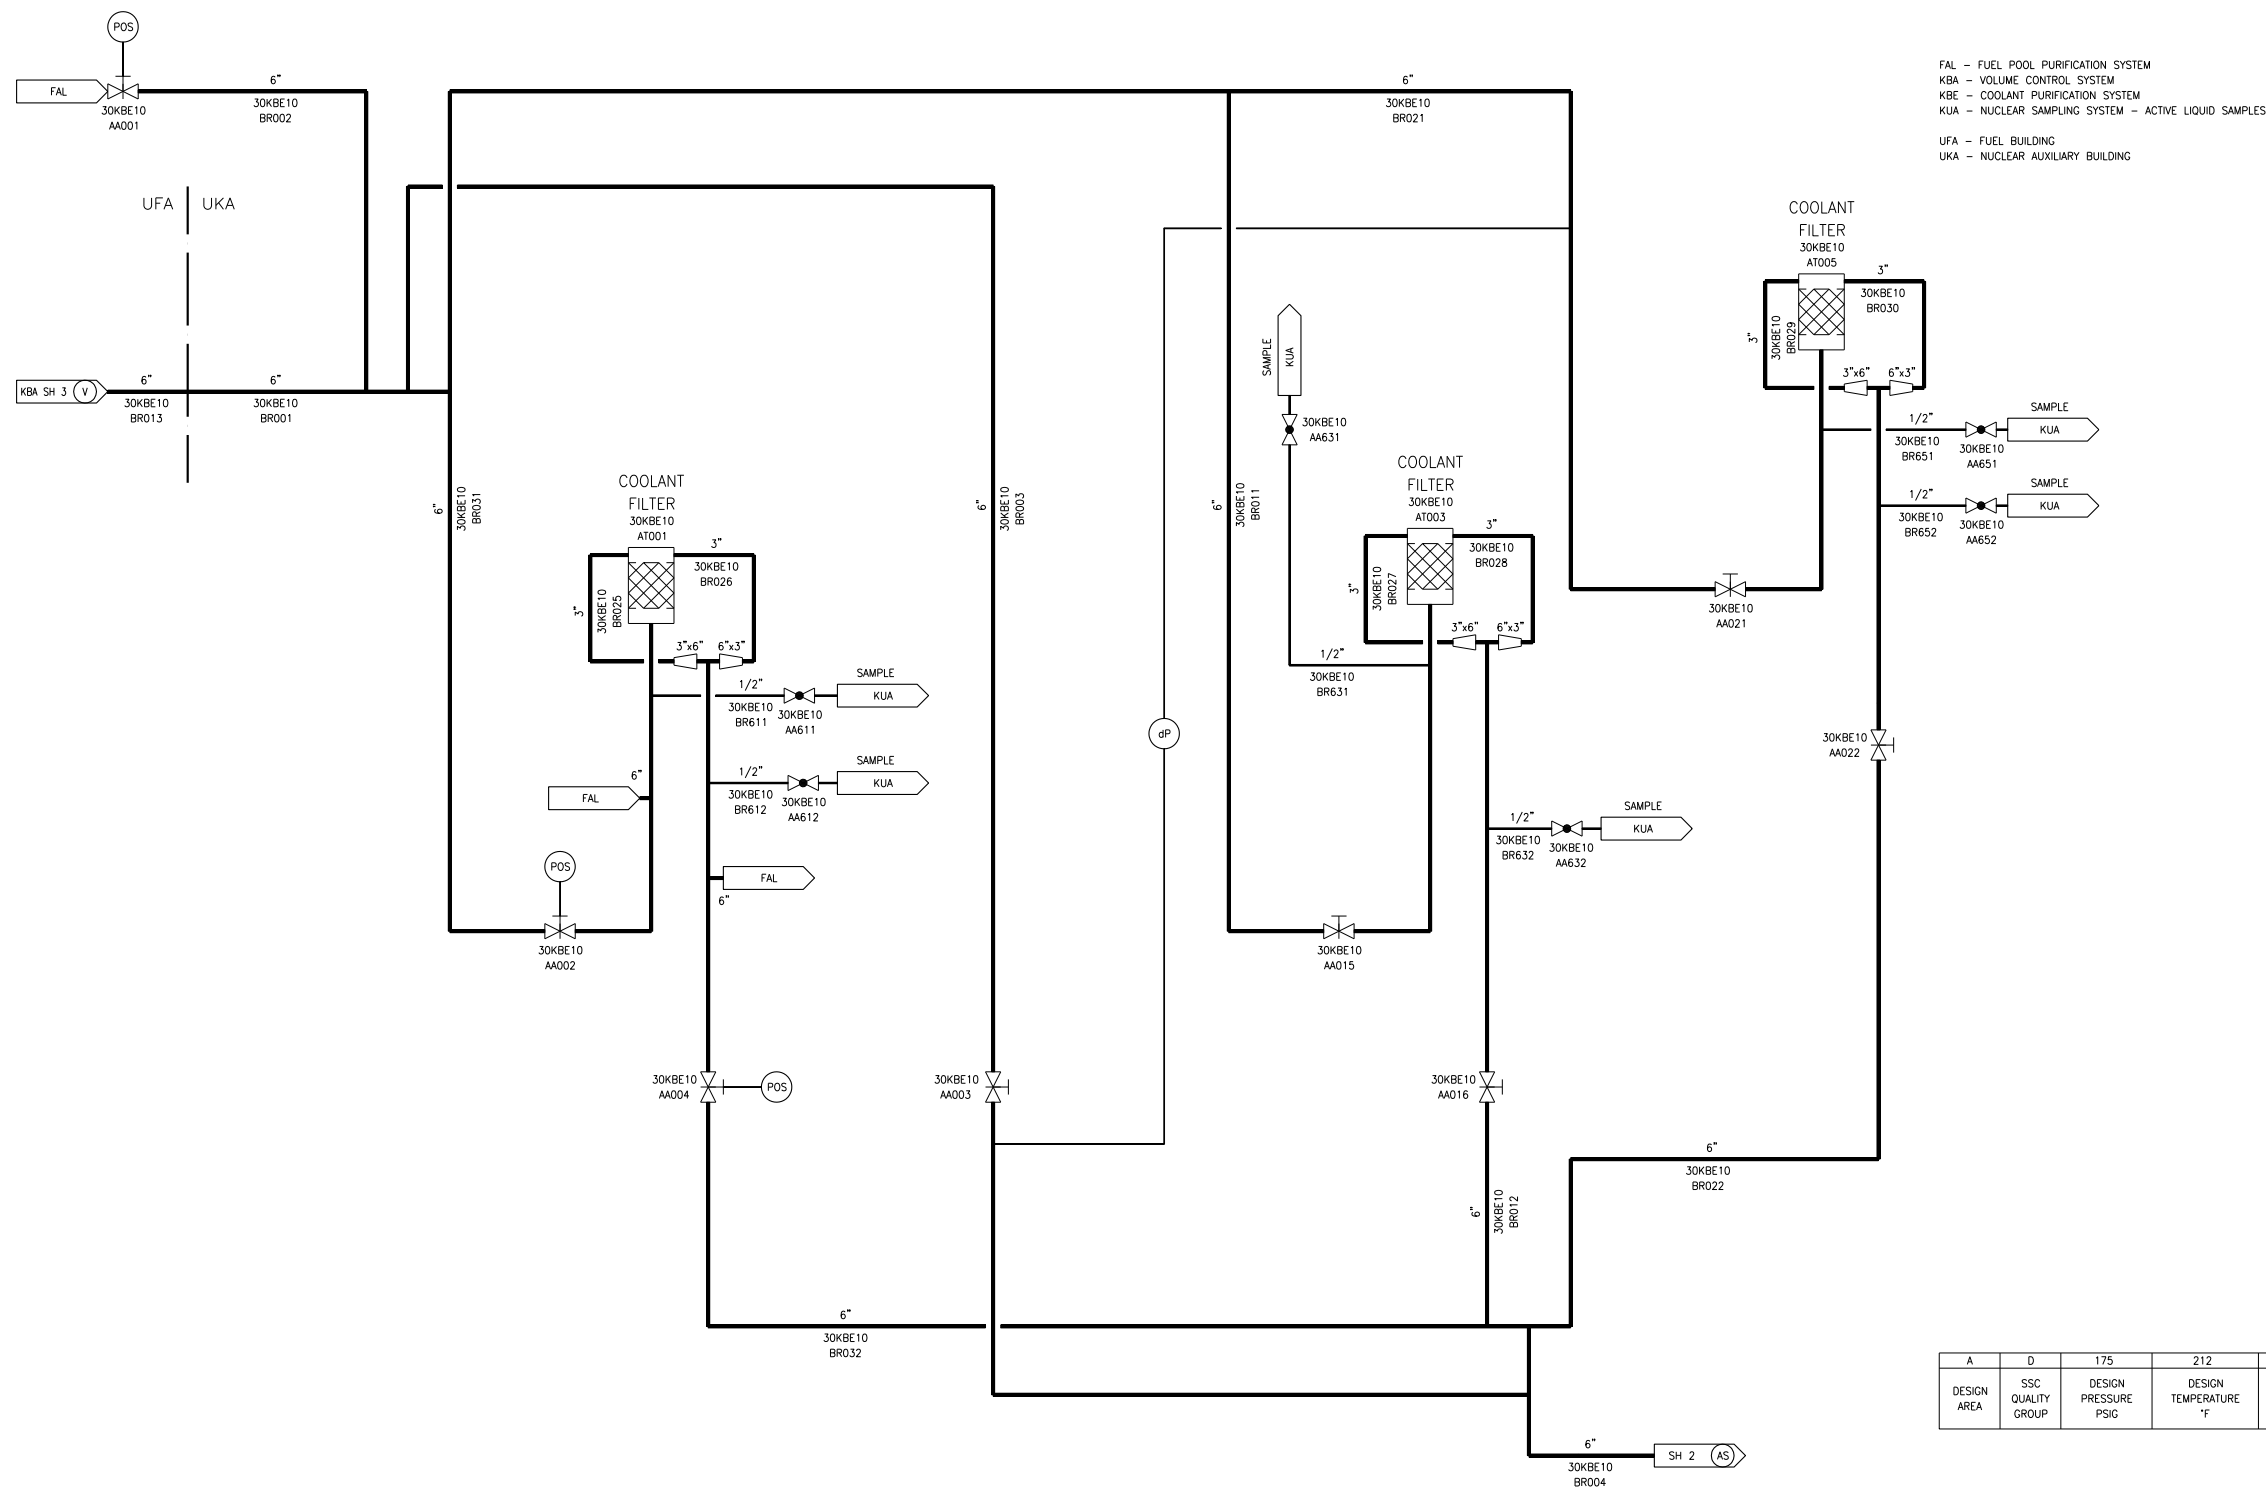 POS
FAL
30KBE10
AA001
6"
30KBE10
BR002
UFA
UKA
KBA SH 3
V
6"
30KBE10
BR013
6"
30KBE10
BR001
6"
30KBE10
BR021
FAL – FUEL POOL PURIFICATION SYSTEM
KBA – VOLUME CONTROL SYSTEM
KBE – COOLANT PURIFICATION SYSTEM
KUA – NUCLEAR SAMPLING SYSTEM – ACTIVE LIQUID SAMPLES
UFA – FUEL BUILDING
UKA – NUCLEAR AUXILIARY BUILDING
6"
30KBE10
BR031
COOLANT
FILTER
30KBE10
AT001
3"
30KBE10
BR026
3"
30KBE10
BR025
3"x6"
6"x3"
1/2"
30KBE10
BR611
30KBE10
AA611
SAMPLE
KUA
1/2"
30KBE10
BR612
30KBE10
AA612
SAMPLE
KUA
6"
FAL
FAL
6"
POS
30KBE10
AA002
30KBE10
AA004
POS
6"
30KBE10
BR003
30KBE10
AA003
dP
6"
30KBE10
BR011
SAMPLE
KUA
30KBE10
AA631
1/2"
30KBE10
BR631
COOLANT
FILTER
30KBE10
AT003
3"
30KBE10
BR028
3"
30KBE10
BR027
3"x6"
6"x3"
30KBE10
AA015
1/2"
30KBE10
BR632
30KBE10
AA632
SAMPLE
KUA
30KBE10
AA016
6"
30KBE10
BR012
COOLANT
FILTER
30KBE10
AT005
3"
30KBE10
BR030
3"
30KBE10
BR029
3"x6"
6"x3"
1/2"
30KBE10
BR651
30KBE10
AA651
SAMPLE
KUA
1/2"
30KBE10
BR652
30KBE10
AA652
SAMPLE
KUA
30KBE10
AA021
30KBE10
AA022
6"
30KBE10
BR022
6"
30KBE10
BR032
6"
30KBE10
BR004
SH 2
AS
A
D
175
212
DESIGN
AREA
SSC
QUALITY
GROUP
DESIGN
PRESSURE
PSIG
DESIGN
TEMPERATURE
°F